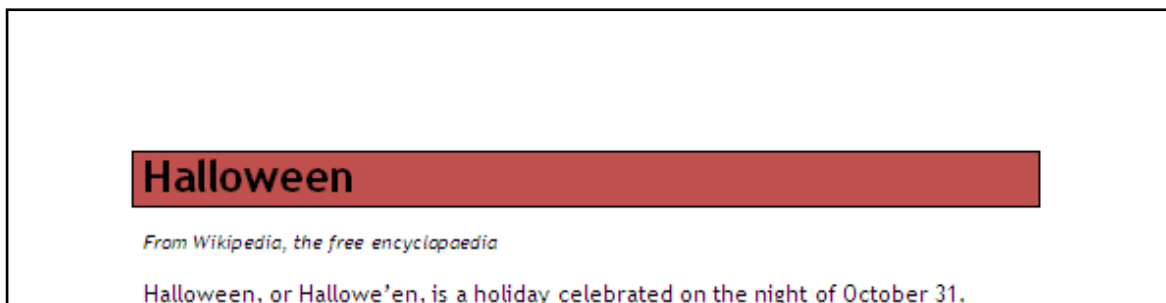 Halloween
From Wikipedia, the free encyclopaedia
Halloween, or Hallowe’en, is a holiday celebrated on the night of October 31.